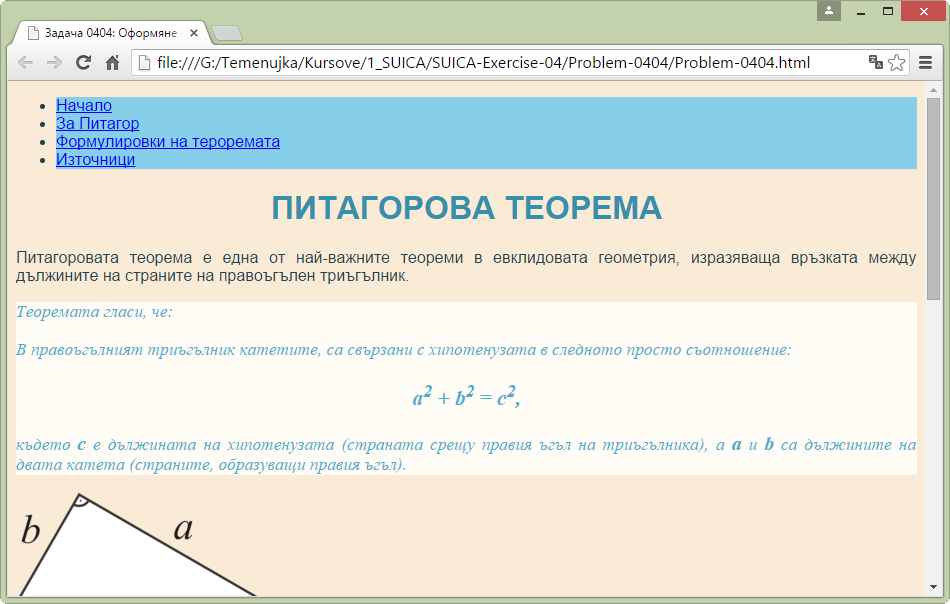 Задача 0404: Оформяне
file:///G:/Temenujka/Kursove/1_SUICA/SUICA-Exercise-04/Problem-0404/Problem-0404.html
Начало
За Питагор
Формулировки на тероремата
Източници
ПИТАГОРОВА ТЕОРЕМА
Питагоровата теорема е една от най-важните теореми в евклидовата геометрия, изразяваща връзката между
дължините на страните на правоъгълен триъгълник.
Теоремата гласи, че:
В правоъгълният триъгълник катетите, са свързани с хипотенузата в следното просто съотношение:
a² + b² = c²,
където c е дължината на хипотенузата (страната срещу правия ъгъл на триъгълника), а a и b са дължините на
двата катета (страните, образуващи правия ъгъл).
b a